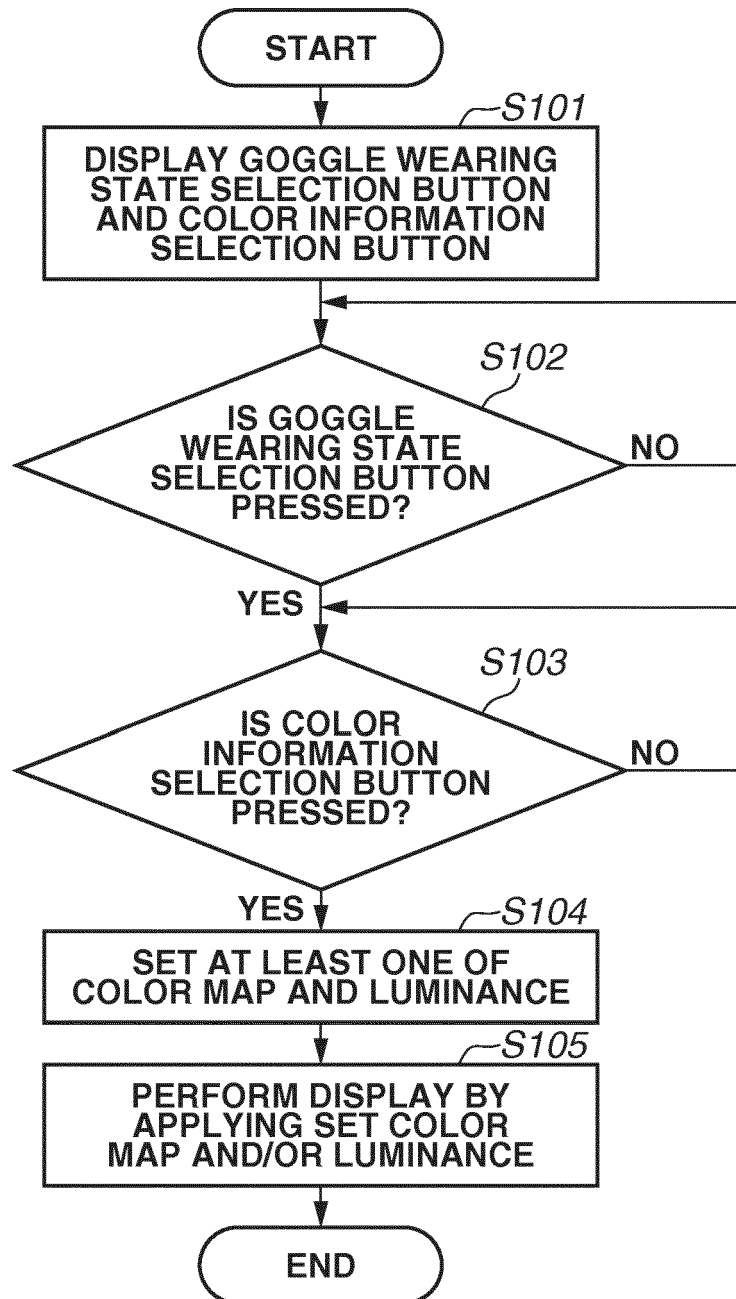 START
S101
DISPLAY GOGGLE WEARING
STATE SELECTION BUTTON
AND COLOR INFORMATION
SELECTION BUTTON
S102
IS GOGGLE
WEARING STATE
SELECTION BUTTON
PRESSED?
NO
YES
S103
IS COLOR
INFORMATION
SELECTION BUTTON
PRESSED?
NO
YES
S104
SET AT LEAST ONE OF
COLOR MAP AND LUMINANCE
S105
PERFORM DISPLAY BY
APPLYING SET COLOR
MAP AND/OR LUMINANCE
END